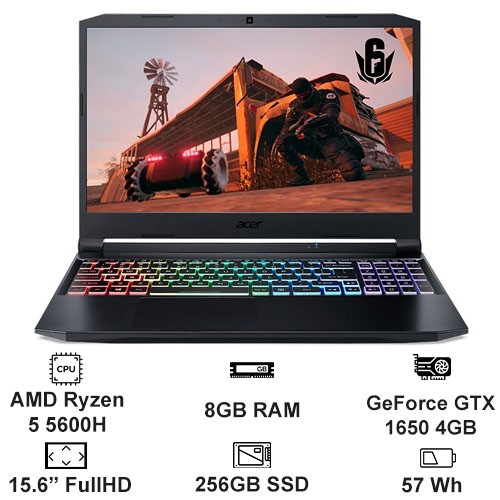 6
acer
CPU
GB
AMD Ryzen
5 5600H
8GB RAM
GeForce GTX
1650 4GB
15.6” FullHD
256GB SSD
57 Wh